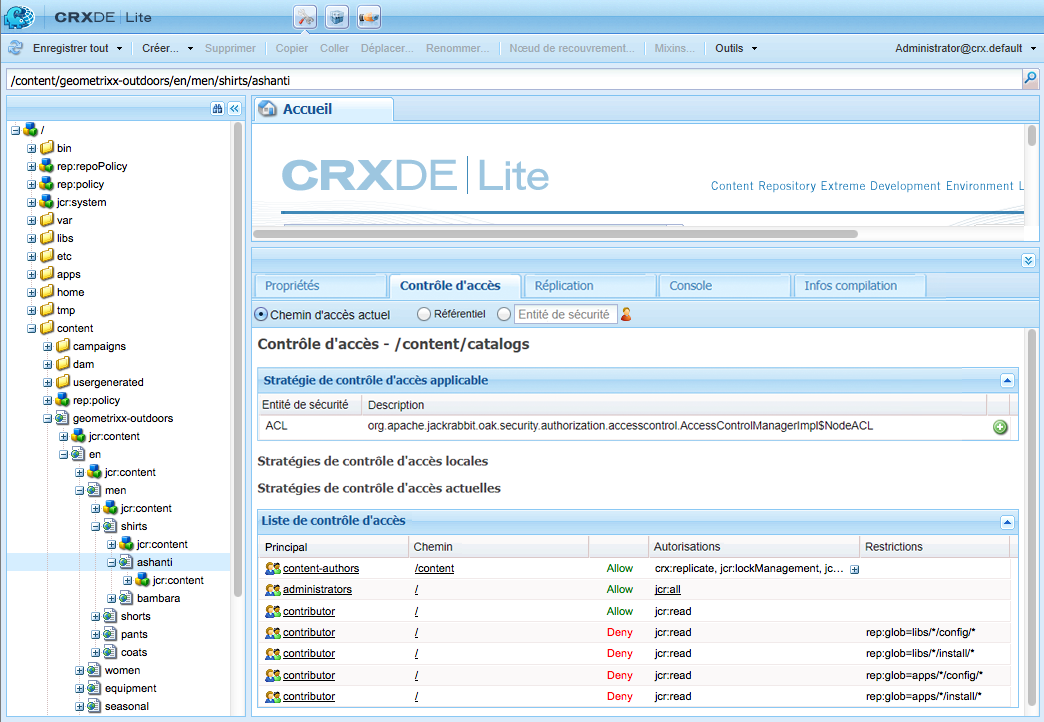 CRXDE | Lite
Enregistrer tout Créer... Supprimer Copier Coller Déplacer... Renommer... Nœud de recouvrement... Mixins... Outils Administrator@crx.default
/content/geometrixx-outdoors/en/men/shirts/ashanti
Accueil
CRXDE | Lite
Content Repository Extreme Development Environment L
/
bin
rep:repoPolicy
rep:policy
jcr:system
var
libs
etc
apps
home
tmp
content
campaigns
dam
usergenerated
rep:policy
geometrixx-outdoors
jcr:content
en
jcr:content
men
jcr:content
shirts
jcr:content
ashanti
jcr:content
bambara
shorts
pants
coats
women
equipment
seasonal
Propriétés Contrôle d'accès Réplication Console Infos compilation
Chemin d'accès actuel Référentiel Entité de sécurité
Contrôle d'accès - /content/catalogs
Stratégie de contrôle d'accès applicable
Entité de sécurité Description
ACL org.apache.jackrabbit.oak.security.authorization.accesscontrol.AccessControlManagerImpl$NodeACL
Stratégies de contrôle d'accès locales
Stratégies de contrôle d'accès actuelles
Liste de contrôle d'accès
Principal Chemin Autorisations Restrictions
content-authors /content Allow crx:replicate, jcr:lockManagement, jc...
administrators / Allow jcr:all
contributor / Allow jcr:read
contributor / Deny jcr:read rep:glob=libs/*/config/*
contributor / Deny jcr:read rep:glob=libs/*/install/*
contributor / Deny jcr:read rep:glob=apps/*/config/*
contributor / Deny jcr:read rep:glob=apps/*/install/*